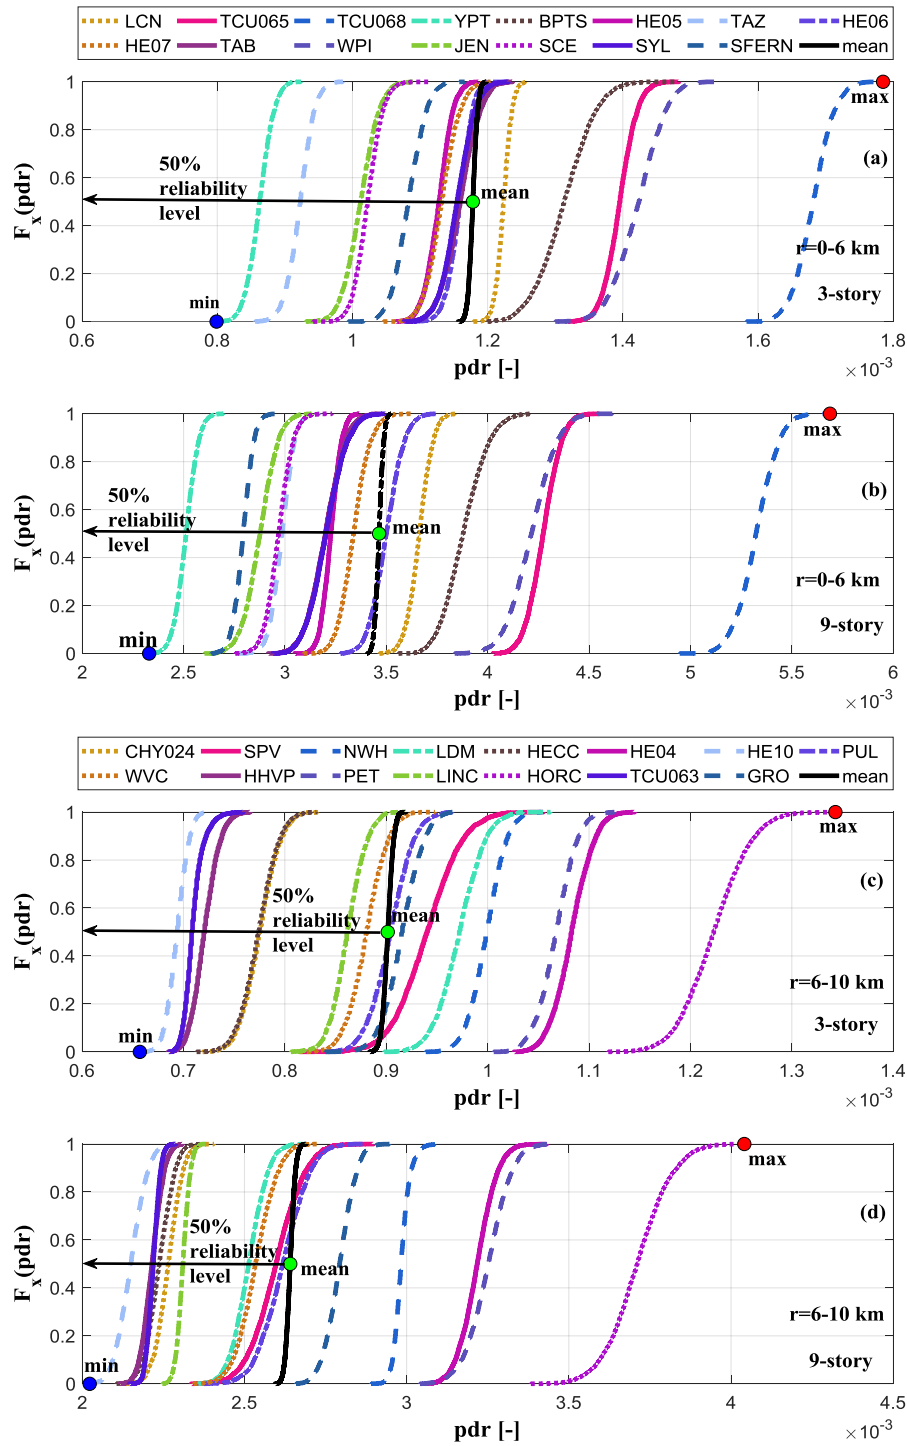 LCN TCU065 TCU068 YPT BPTS HE05 TAZ HE06
HE07 TAB WPI JEN SCE SYL SFERN mean
1
0.8
0.6
0.4
0.2
0
F_x(pdr)
max
(a)
50%
reliability
level
mean
r=0-6 km
min
3-story
0.6 0.8 1 1.2 1.4 1.6 1.8
pdr [-]
×10^-3
1
0.8
0.6
0.4
0.2
0
F_x(pdr)
max
(b)
50%
reliability
level
mean
r=0-6 km
min
9-story
2 2.5 3 3.5 4 4.5 5 5.5 6
pdr [-]
×10^-3
CHY024 SPV NWH LDM HECC HE04 HE10 PUL
WVC HHVP PET LINC HORC TCU063 GRO mean
1
0.8
0.6
0.4
0.2
0
F_x(pdr)
max
(c)
50%
reliability
level
mean
r=6-10 km
min
3-story
0.6 0.7 0.8 0.9 1 1.1 1.2 1.3 1.4
pdr [-]
×10^-3
1
0.8
0.6
0.4
0.2
0
F_x(pdr)
max
(d)
50%
reliability
level
mean
r=6-10 km
min
9-story
2 2.5 3 3.5 4 4.5
pdr [-]
×10^-3